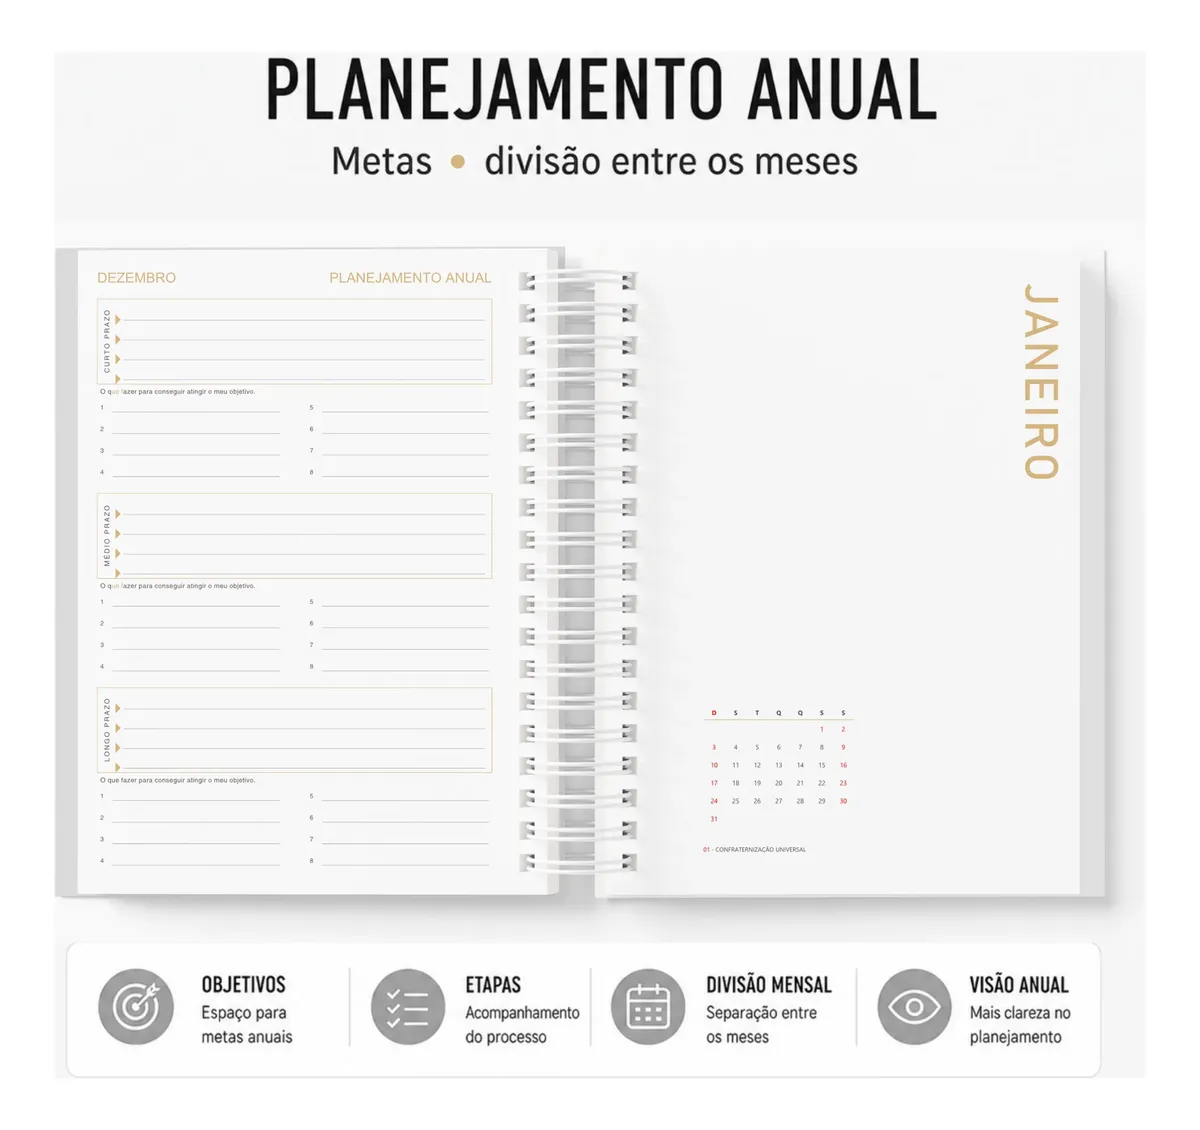 PLANEJAMENTO ANUAL
Metas • divisão entre os meses
DEZEMBRO PLANEJAMENTO ANUAL
CURTO PRAZO
O que fazer para conseguir atingir o meu objetivo.
1 5
2 6
3 7
4 8
MÉDIO PRAZO
O que fazer para conseguir atingir o meu objetivo.
1 5
2 6
3 7
4 8
LONGO PRAZO
O que fazer para conseguir atingir o meu objetivo.
1 5
2 6
3 7
4 8
JANEIRO
D S T Q Q S S
1 2
3 4 5 6 7 8 9
10 11 12 13 14 15 16
17 18 19 20 21 22 23
24 25 26 27 28 29 30
31
01 - CONFRATERNIZAÇÃO UNIVERSAL
OBJETIVOS
Espaço para
metas anuais
ETAPAS
Acompanhamento
do processo
DIVISÃO MENSAL
Separação entre
os meses
VISÃO ANUAL
Mais clareza no
planejamento